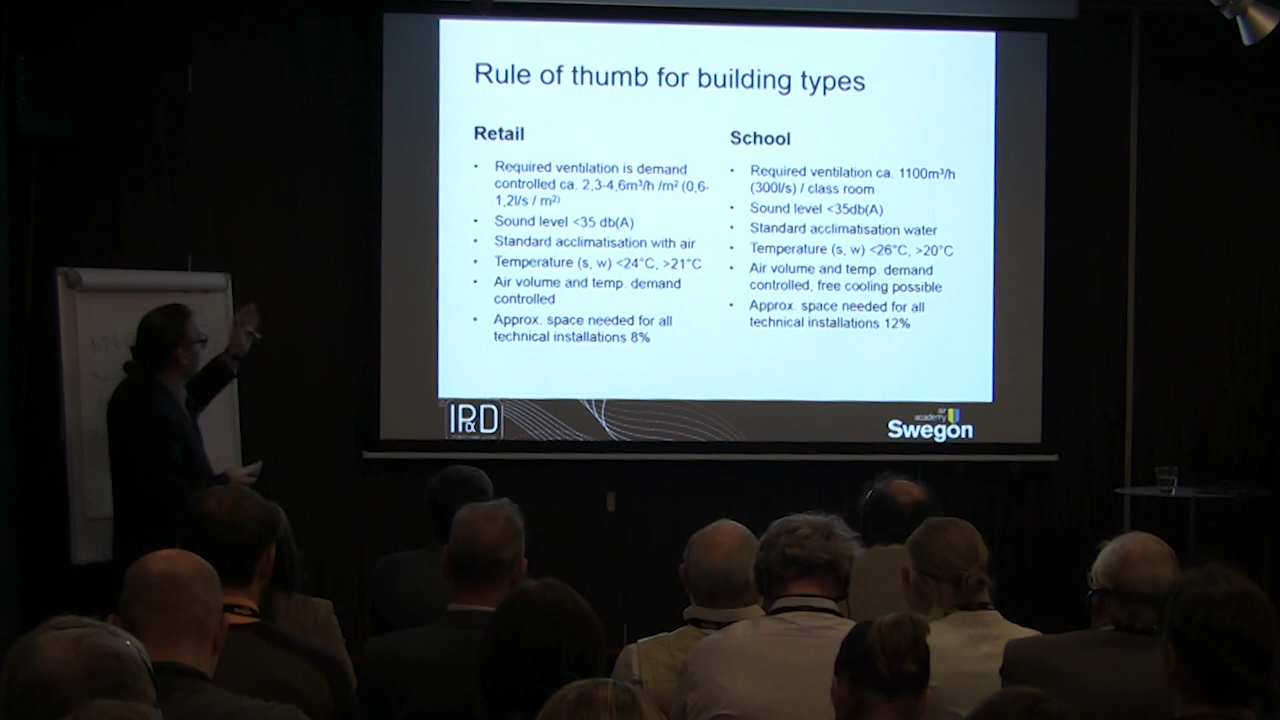 Rule of thumb for building types
Retail
• Required ventilation is demand
controlled ca. 2,3-4,6m³/h /m² (0,6-
1,2l/s / m²)
• Sound level <35 db(A)
• Standard acclimatisation with air
• Temperature (s, w) <24°C, >21°C
• Air volume and temp. demand
controlled
• Approx. space needed for all
technical installations 8%
School
• Required ventilation ca. 1100m³/h
(300l/s) / class room
• Sound level <35db(A)
• Standard acclimatisation water
• Temperature (s, w) <26°C, >20°C
• Air volume and temp. demand
controlled, free cooling possible
• Approx. space needed for all
technical installations 12%
IP&D
air
academy
Swegon